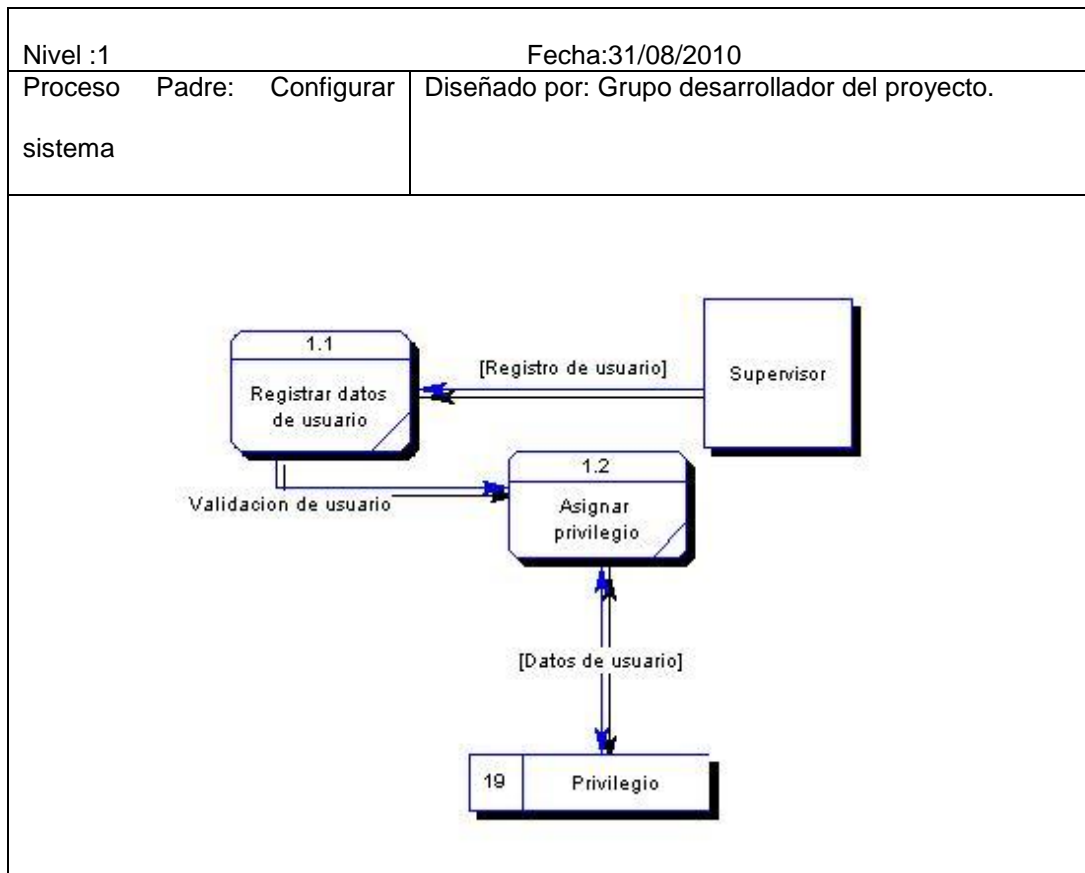 Nivel :1 Fecha:31/08/2010
Proceso Padre: Configurar
sistema
Diseñado por: Grupo desarrollador del proyecto.
1.1
Registrar datos
de usuario
[Registro de usuario]
Supervisor
Validacion de usuario
1.2
Asignar
privilegio
[Datos de usuario]
19 Privilegio